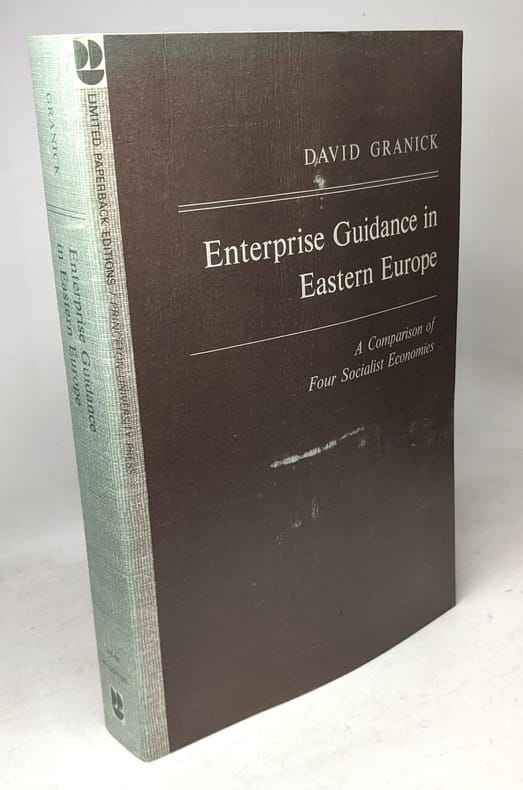 DAVID GRANICK
Enterprise Guidance in
Eastern Europe
A Comparison of
Four Socialist Economies
LIMITED PAPERBACK EDITIONS / PRINCETON UNIVERSITY PRESS
GRANICK
Enterprise Guidance
in Eastern Europe